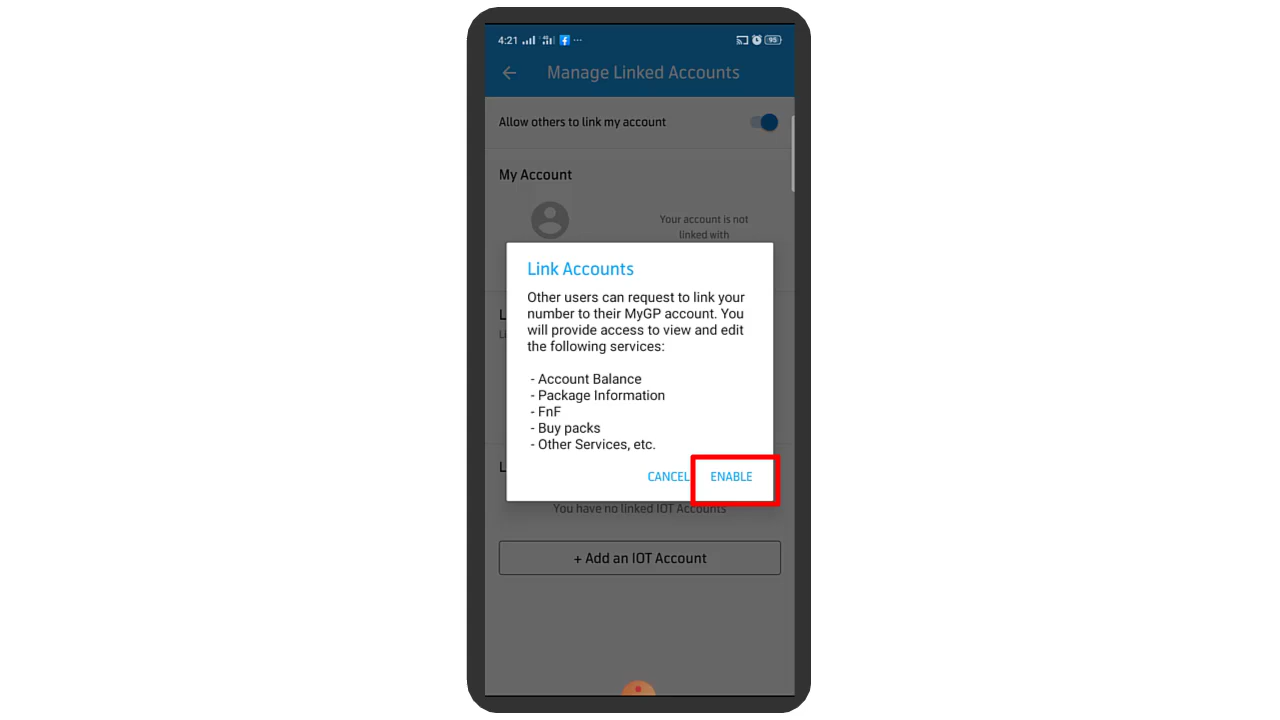 4:21
95
Manage Linked Accounts
Allow others to link my account
My Account
Your account is not
linked with
Link Accounts
Other users can request to link your
number to their MyGP account. You
will provide access to view and edit
the following services:
- Account Balance
- Package Information
- FnF
- Buy packs
- Other Services, etc.
CANCEL ENABLE
You have no linked IOT Accounts
+ Add an IOT Account